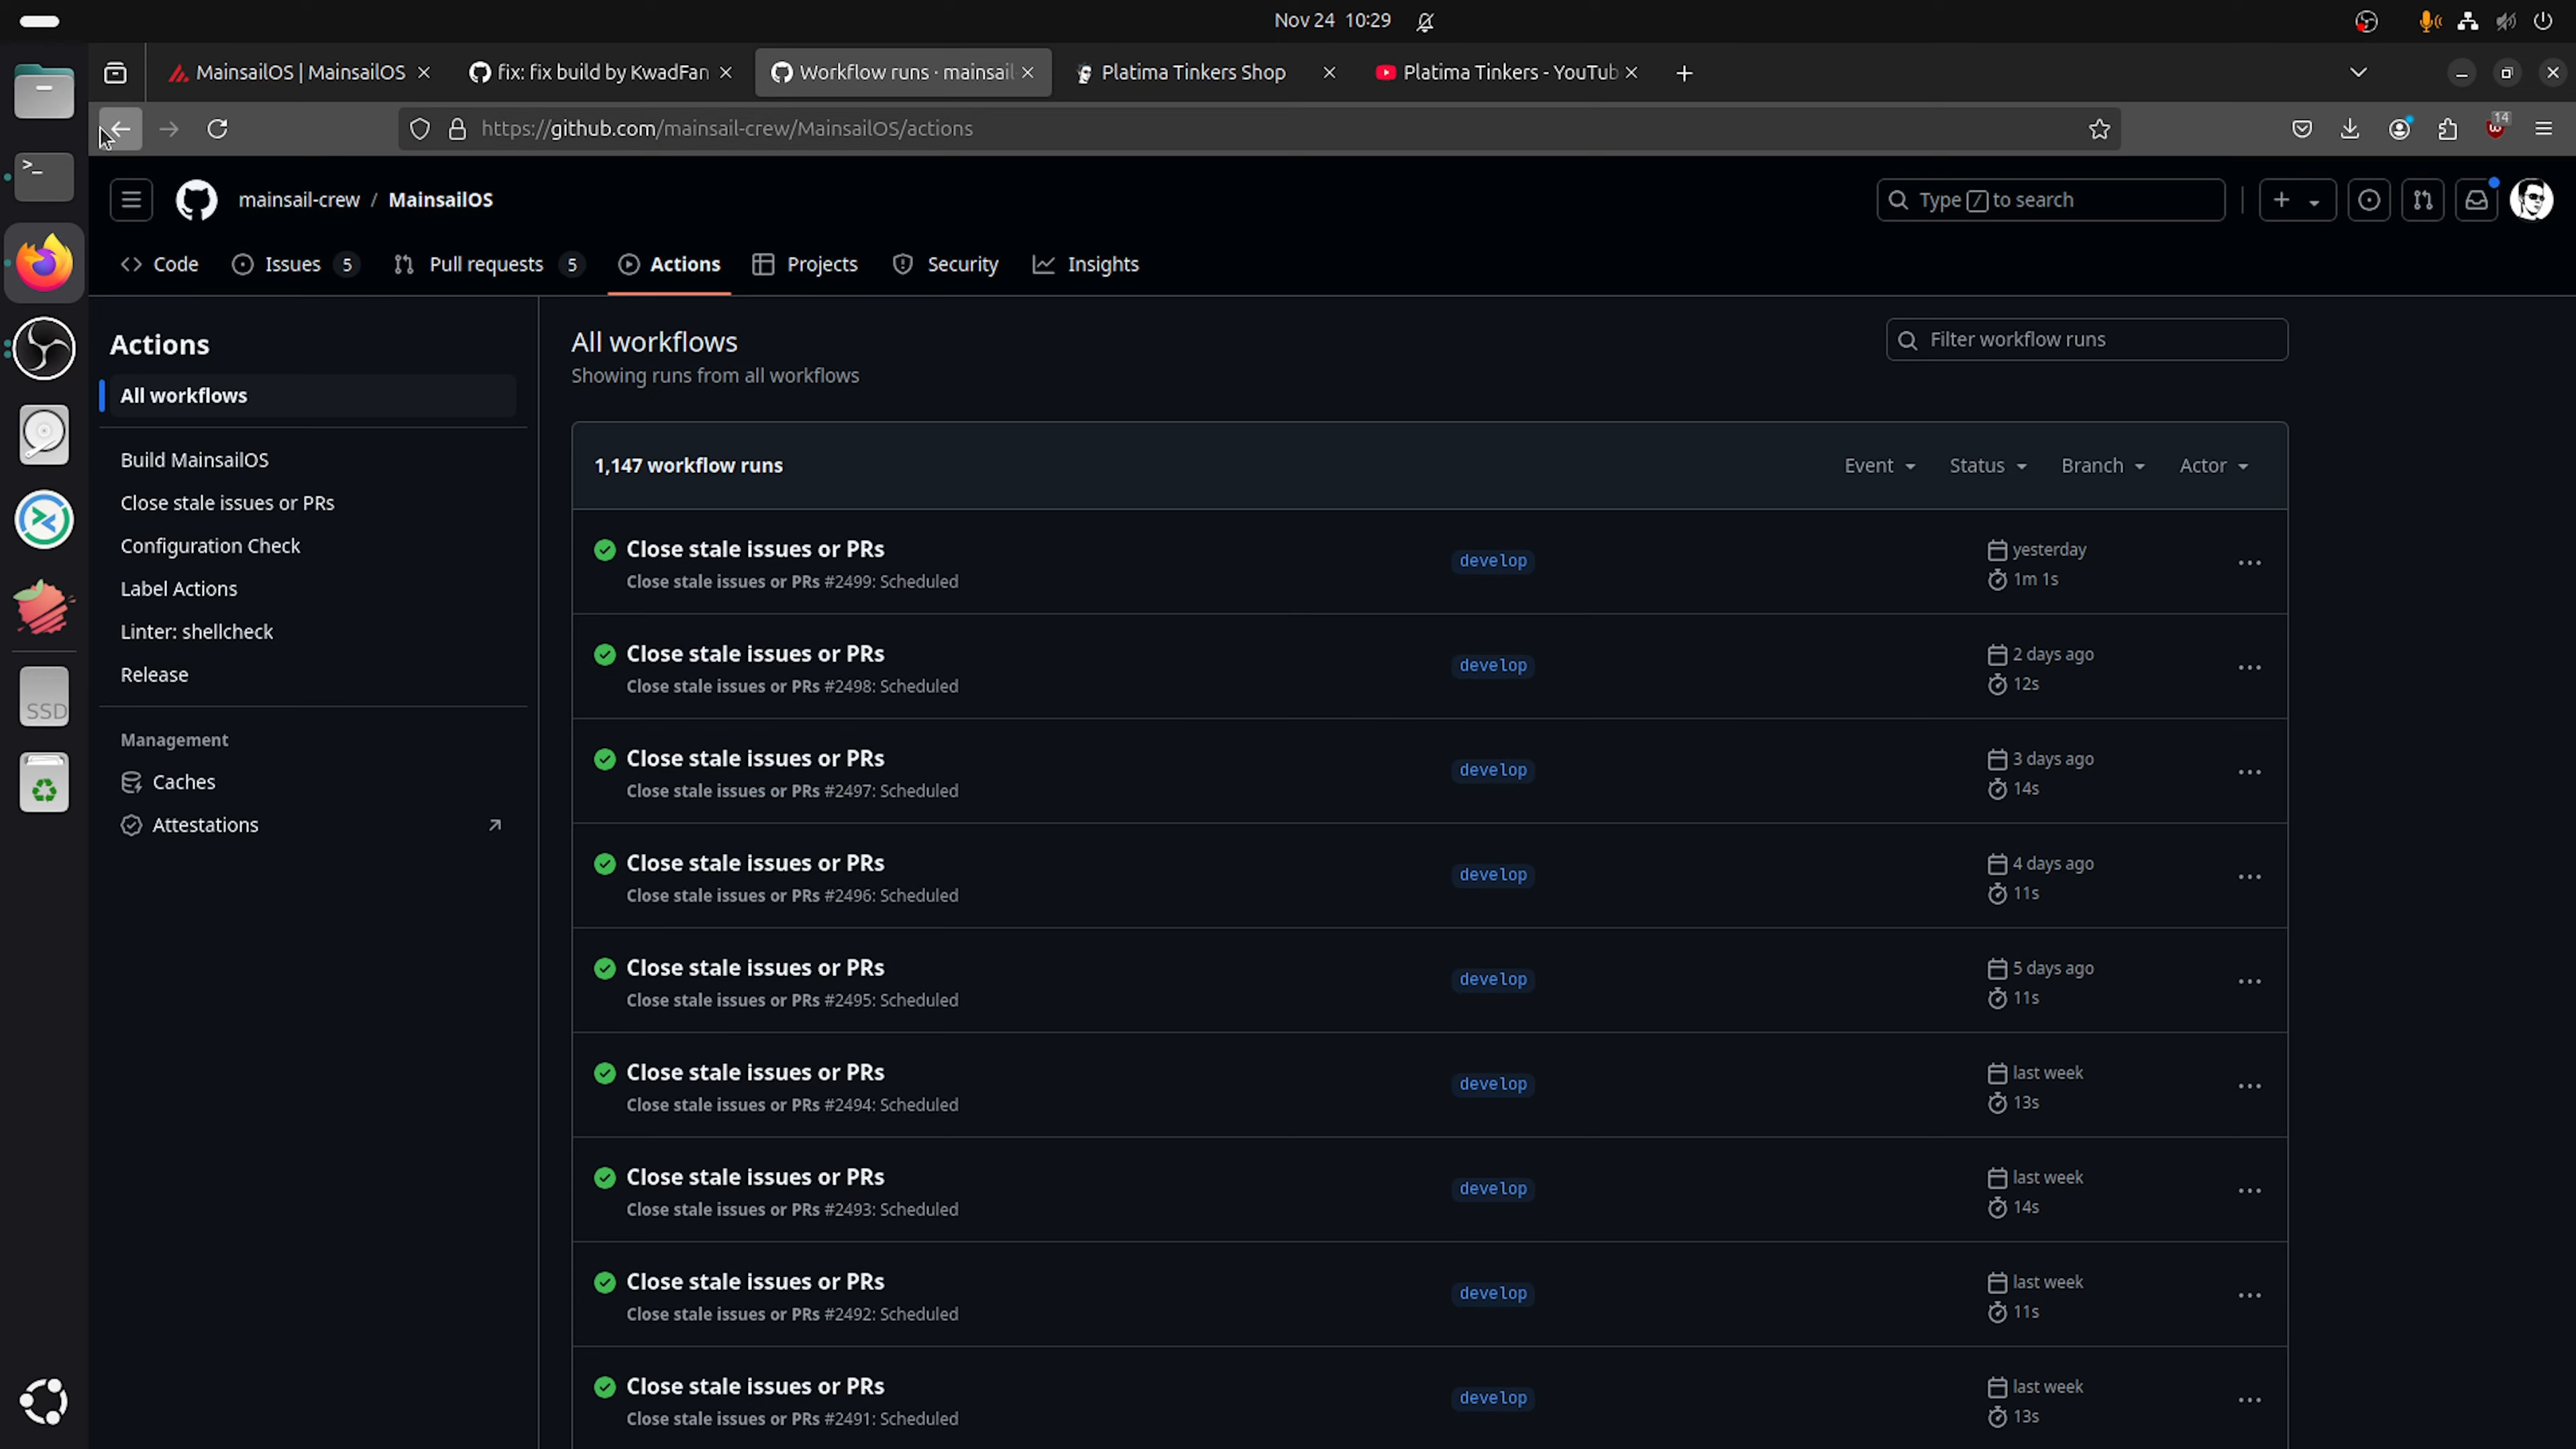 Nov 24 10:29
MainsailOS | MainsailOS
fix: fix build by KwadFan
Workflow runs · mainsail
Platima Tinkers Shop
Platima Tinkers - YouTub
https://github.com/mainsail-crew/MainsailOS/actions
14
mainsail-crew / MainsailOS
Type / to search
Code
Issues 5
Pull requests 5
Actions
Projects
Security
Insights
Actions
All workflows
Build MainsailOS
Close stale issues or PRs
Configuration Check
Label Actions
Linter: shellcheck
Release
Management
Caches
Attestations
SSD
All workflows
Showing runs from all workflows
Filter workflow runs
1,147 workflow runs
Event
Status
Branch
Actor
Close stale issues or PRs
Close stale issues or PRs #2499: Scheduled
develop
yesterday
1m 1s
Close stale issues or PRs
Close stale issues or PRs #2498: Scheduled
develop
2 days ago
12s
Close stale issues or PRs
Close stale issues or PRs #2497: Scheduled
develop
3 days ago
14s
Close stale issues or PRs
Close stale issues or PRs #2496: Scheduled
develop
4 days ago
11s
Close stale issues or PRs
Close stale issues or PRs #2495: Scheduled
develop
5 days ago
11s
Close stale issues or PRs
Close stale issues or PRs #2494: Scheduled
develop
last week
13s
Close stale issues or PRs
Close stale issues or PRs #2493: Scheduled
develop
last week
14s
Close stale issues or PRs
Close stale issues or PRs #2492: Scheduled
develop
last week
11s
Close stale issues or PRs
Close stale issues or PRs #2491: Scheduled
develop
last week
13s